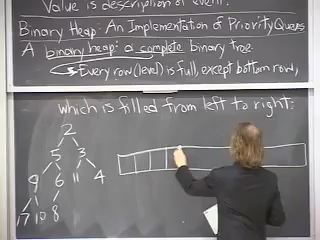 Value is description of event.
Binary Heap: An Implementation of Priority Queues
A binary heap: a complete binary tree.
Every row (level) is full, except bottom row,
which is filled from left to right:
2
5 3
9 6 11 4
17 10 8